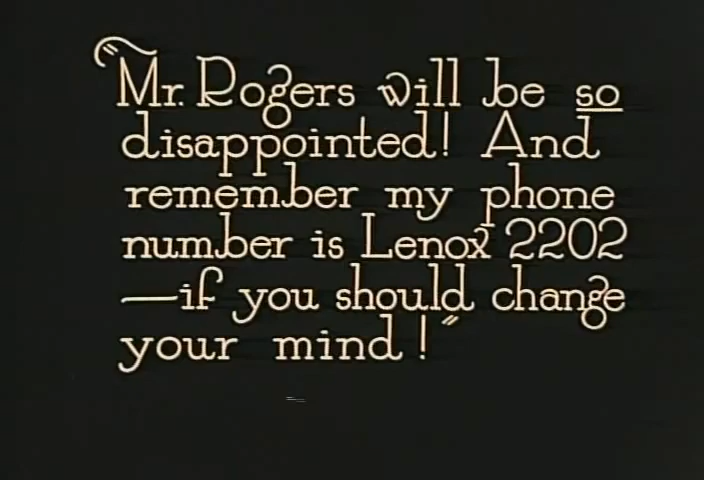 "Mr. Rogers will be so
disappointed! And
remember my phone
number is Lenox 2202
—if you should change
your mind!"